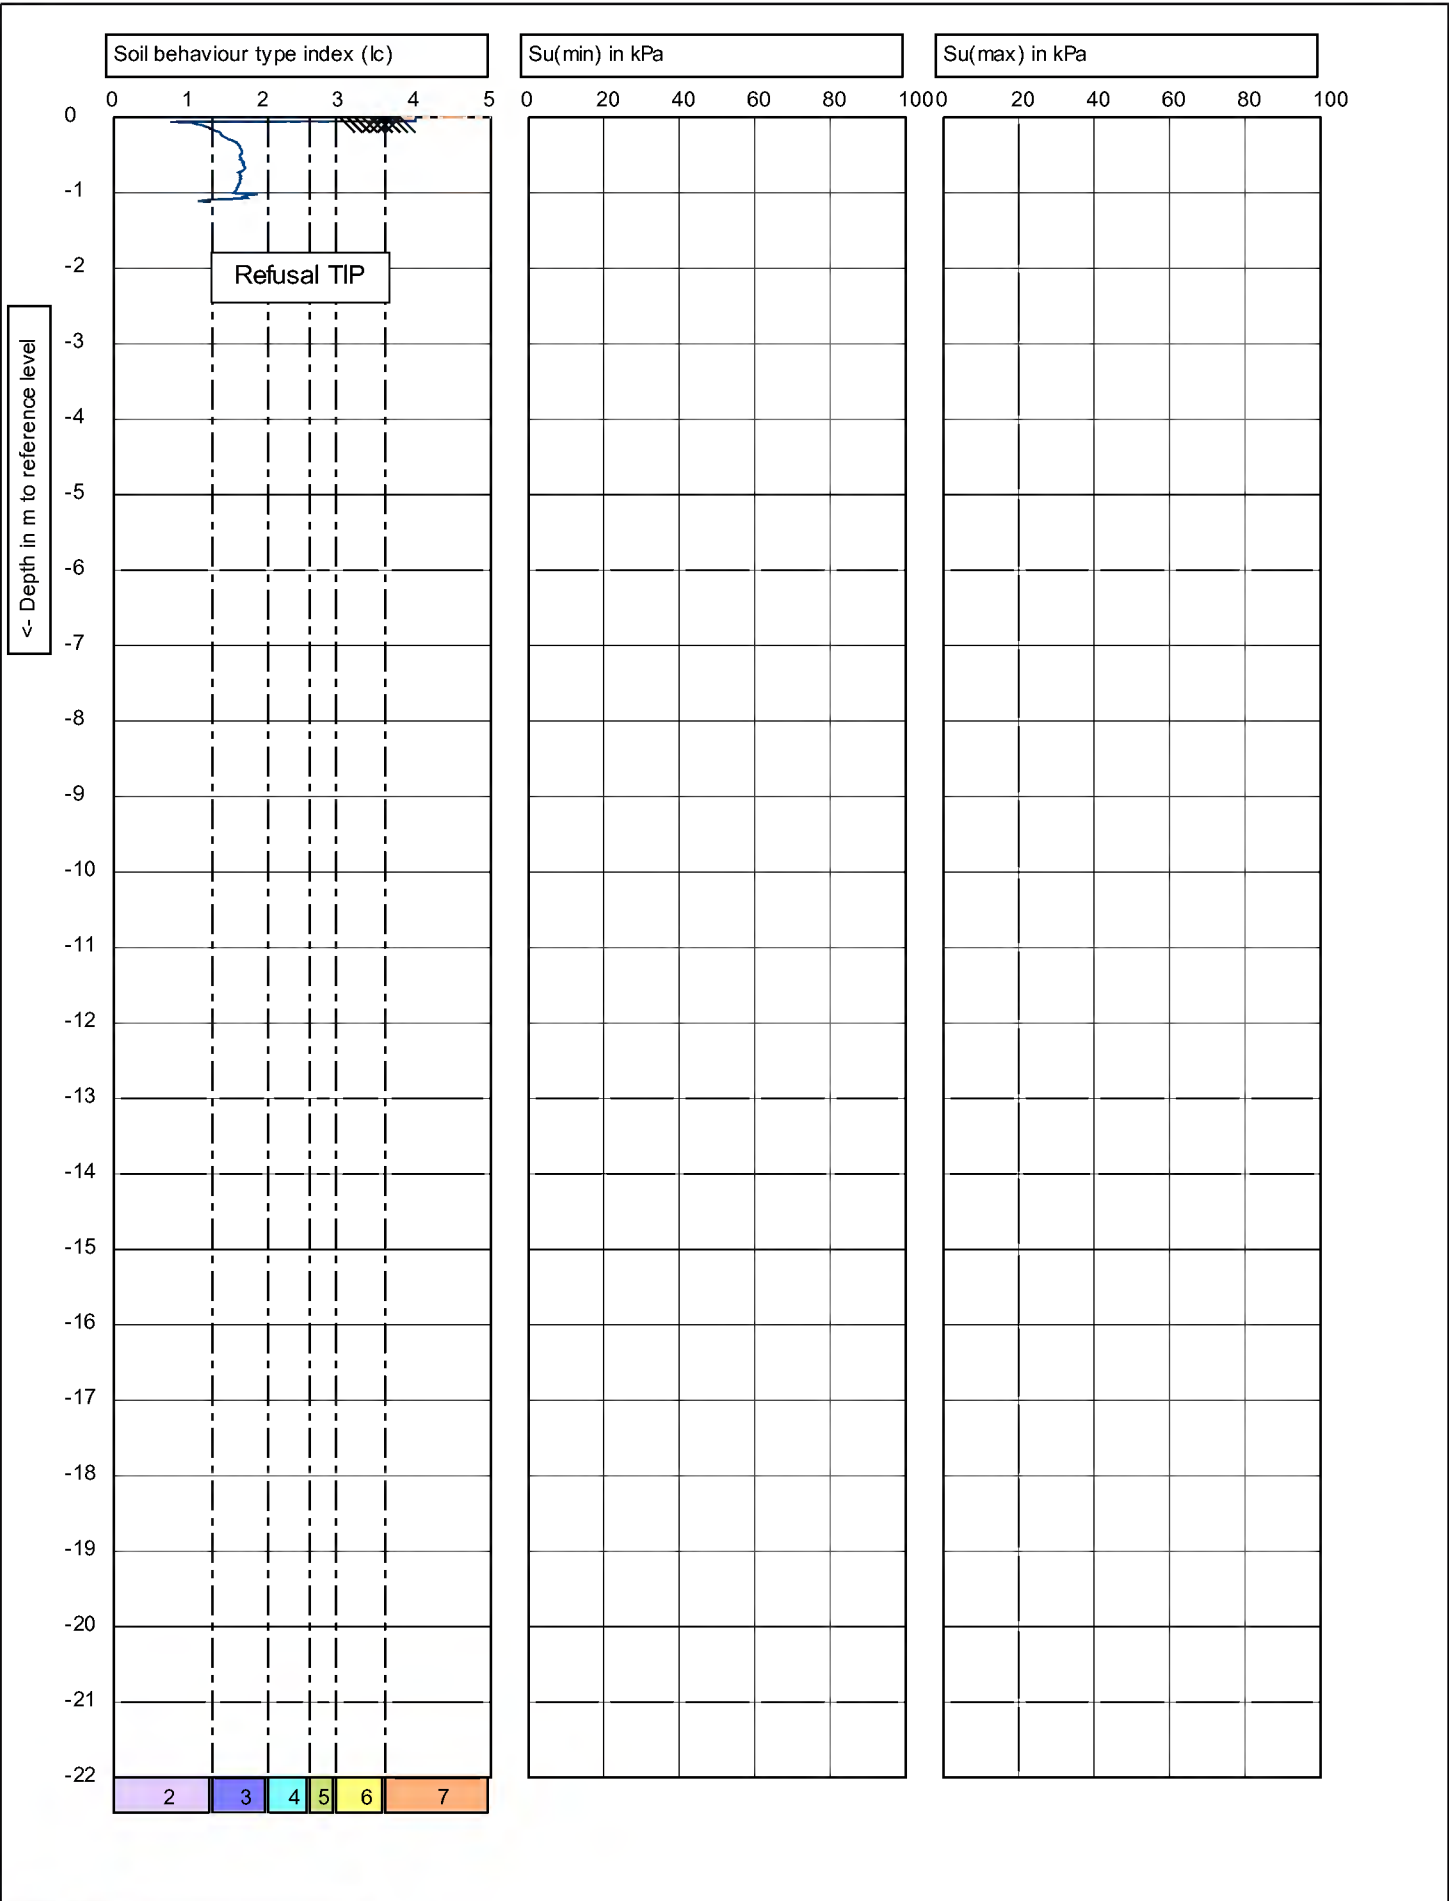 Soil behaviour type index (Ic)
Su(min) in kPa
Su(max) in kPa
0 1 2 3 4 5
0 20 40 60 80 100
0 20 40 60 80 100
0
-1
-2
Refusal TIP
-3
-4
-5
-6
-7
<- Depth in m to reference level
-8
-9
-10
-11
-12
-13
-14
-15
-16
-17
-18
-19
-20
-21
-22
2 3 4 5 6 7